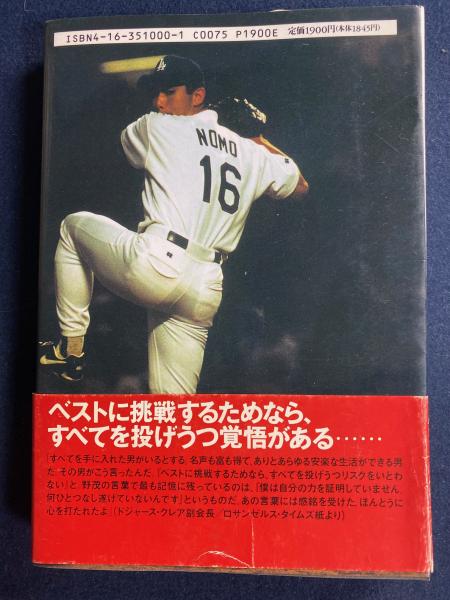 ISBN4-16-351000-1 C0075 P1900E 定価1900円(本体1845円)
LA
NOMO
16
ベストに挑戦するためなら、
すべてを投げうつ覚悟がある……
「すべてを手に入れた男がいるとする。名声も富も得て、ありとあらゆる安楽な生活ができる男
だ。その男がこう言ったんだ。『ベストに挑戦するためなら、すべてを投げうつリスクをいとわ
ない』と。野茂の言葉で最も記憶に残っているのは、『僕は自分の力を証明していません。
何ひとつなし遂げていないんです』というものだ。あの言葉には感銘を受けた。ほんとうに
心を打たれたよ」(ドジャース・クレア副会長/ロサンゼルス・タイムズ紙より)